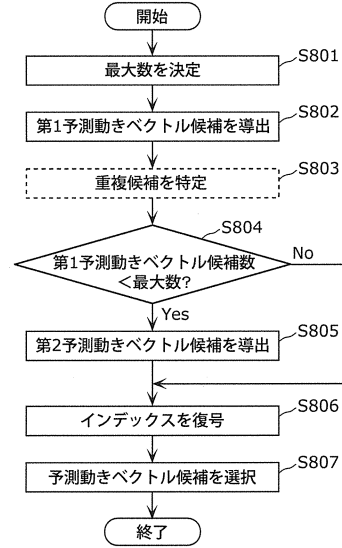 開始
最大数を決定
S801
第1予測動きベクトル候補を導出
S802
重複候補を特定
S803
S804
第1予測動きベクトル候補数
<最大数?
No
Yes
第2予測動きベクトル候補を導出
S805
インデックスを復号
S806
予測動きベクトル候補を選択
S807
終了